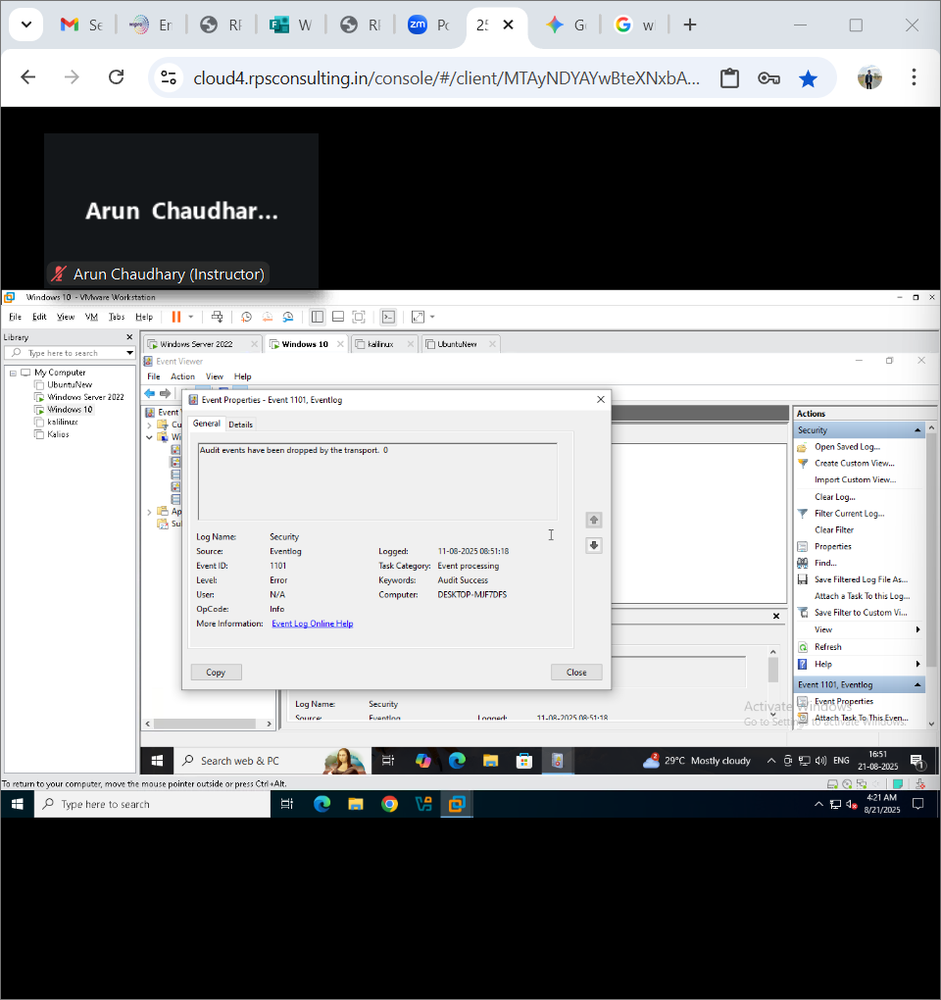 Se
Er
RF
W
RF
zm
Pc
25
G
w
cloud4.rpsconsulting.in/console/#/client/MTAyNDYAYwBteXNxbA...
Arun Chaudhar...
Arun Chaudhary (Instructor)
Windows 10 - VMware Workstation
File Edit View VM Tabs Help
Library
Type here to search
My Computer
UbuntuNew
Windows Server 2022
Windows 10
kalilinux
Kalios
Windows Server 2022
Windows 10
kalilinux
UbuntuNew
Event Viewer
File Action View Help
Event V
Cu
Wi
Ap
Su
Event Properties - Event 1101, Eventlog
General Details
Audit events have been dropped by the transport. 0
Log Name: Security
Source: Eventlog Logged: 11-08-2025 08:51:18
Event ID: 1101 Task Category: Event processing
Level: Error Keywords: Audit Success
User: N/A Computer: DESKTOP-MJF7DFS
OpCode: Info
More Information: Event Log Online Help
Copy Close
Log Name: Security
Source: Eventlog Logged: 11-08-2025 08:51:18
Actions
Security
Open Saved Log...
Create Custom View...
Import Custom View...
Clear Log...
Filter Current Log...
Clear Filter
Properties
Find...
Save Filtered Log File As...
Attach a Task To this Log...
Save Filter to Custom Vi...
View
Refresh
Help
Event 1101, Eventlog
Event Properties
Attach Task To This Even...
Activate Windows
Go to Settings to activate Windows.
Search web & PC
2
29°C Mostly cloudy
ENG
16:51
21-08-2025
1
To return to your computer, move the mouse pointer outside or press Ctrl+Alt.
Type here to search
4:21 AM
8/21/2025